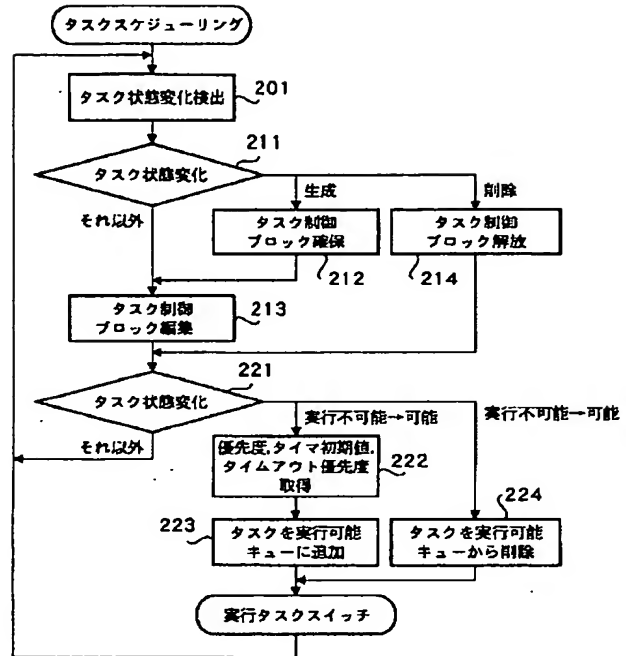 タスクスケジューリング
タスク状態変化検出
201
タスク状態変化
211
生成
削除
それ以外
タスク制御
ブロック確保
212
タスク制御
ブロック解放
214
タスク制御
ブロック編集
213
タスク状態変化
221
実行不可能→可能
実行不可能→可能
それ以外
優先度,タイマ初期値,
タイムアウト優先度
取得
222
223
タスクを実行可能
キューに追加
224
タスクを実行可能
キューから削除
実行タスクスイッチ